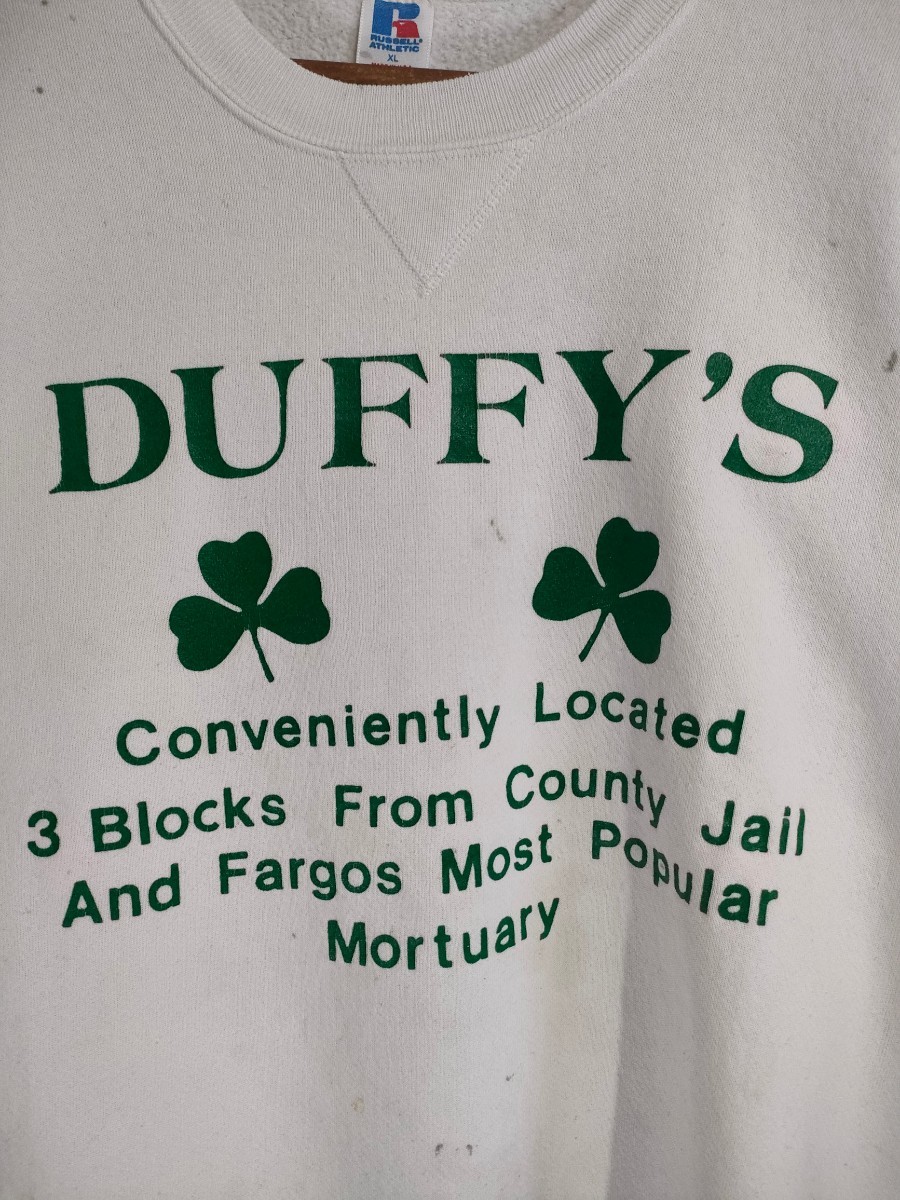 RUSSELL
ATHLETIC
XL
DUFFY'S
Conveniently Located
3 Blocks From County Jail
And Fargos Most Popular
Mortuary